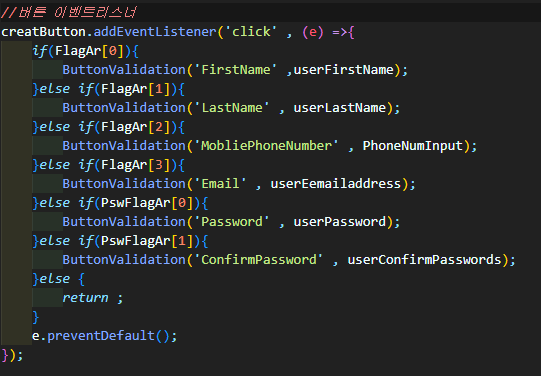 //버튼 이벤트리스너
creatButton.addEventListener('click' , (e) =>{
if(FlagAr[0]){
ButtonValidation('FirstName' ,userFirstName);
}else if(FlagAr[1]){
ButtonValidation('LastName' , userLastName);
}else if(FlagAr[2]){
ButtonValidation('MobliePhoneNumber' , PhoneNumInput);
}else if(FlagAr[3]){
ButtonValidation('Email' , userEemailaddress);
}else if(PswFlagAr[0]){
ButtonValidation('Password' , userPassword);
}else if(PswFlagAr[1]){
ButtonValidation('ConfirmPassword' , userConfirmPasswords);
}else {
return ;
}
e.preventDefault();
});